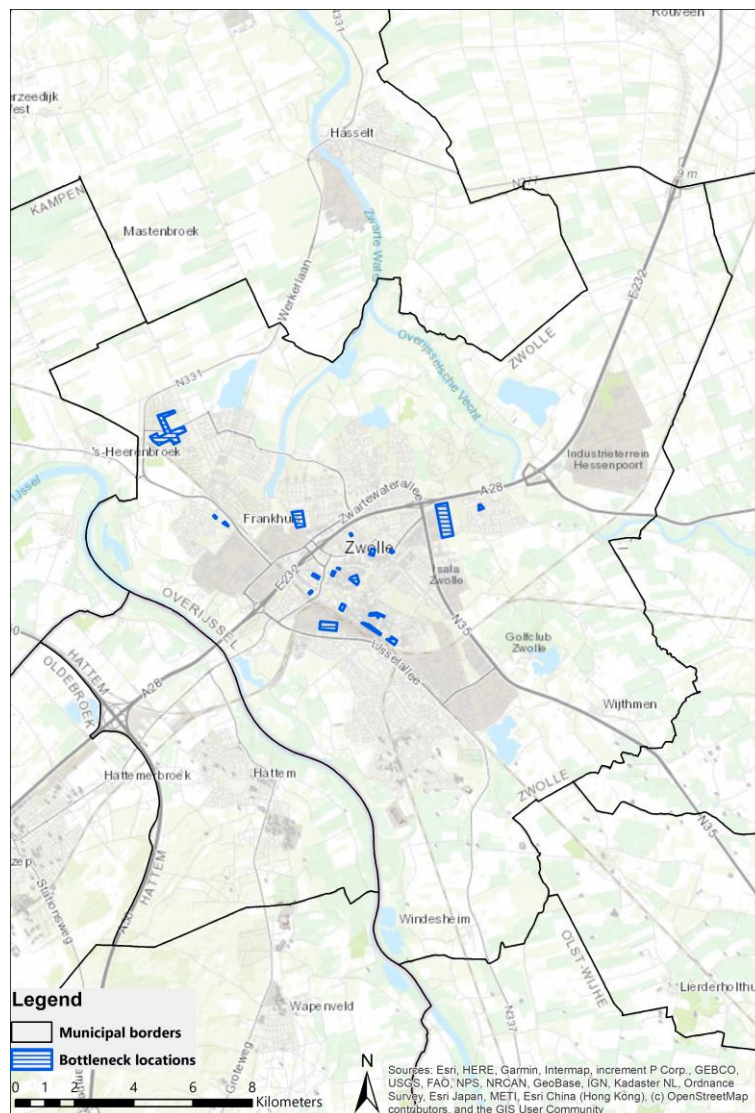 N331
ROUVEEN
erzeedijk
Vest
Hasselt
N377
KAMPEN
Mastenbroek
Zwarte Water
Werkerlaan
E232
Overijsselsche Vecht
ZWOLLE
N331
's-Heerenbroek
Industrieterrein
Hessenpoort
IJssel
A28
Zwartewaterallee
Frankhuis
Zwolle
Isala
Zwolle
E232
OVERIJSSEL
N35
Golfclub
Zwolle
IJsselallee
HATTEM
OLDEBROEK
A28
Wijthmen
Hattemerbroek
Hattem
ZWOLLE
N35
zep
Stationsweg
HATTEM
A50
Windesheim
OLST-WIJHE
Lierderholthu
Wapenveld
N337
Groteweg
Legend
Municipal borders
Bottleneck locations
N
0 1 2 4 6 8
Kilometers
Sources: Esri, HERE, Garmin, Intermap, increment P Corp., GEBCO,
USGS, FAO, NPS, NRCAN, GeoBase, IGN, Kadaster NL, Ordnance
Survey, Esri Japan, METI, Esri China (Hong Kong), (c) OpenStreetMap
contributors, and the GIS User Community